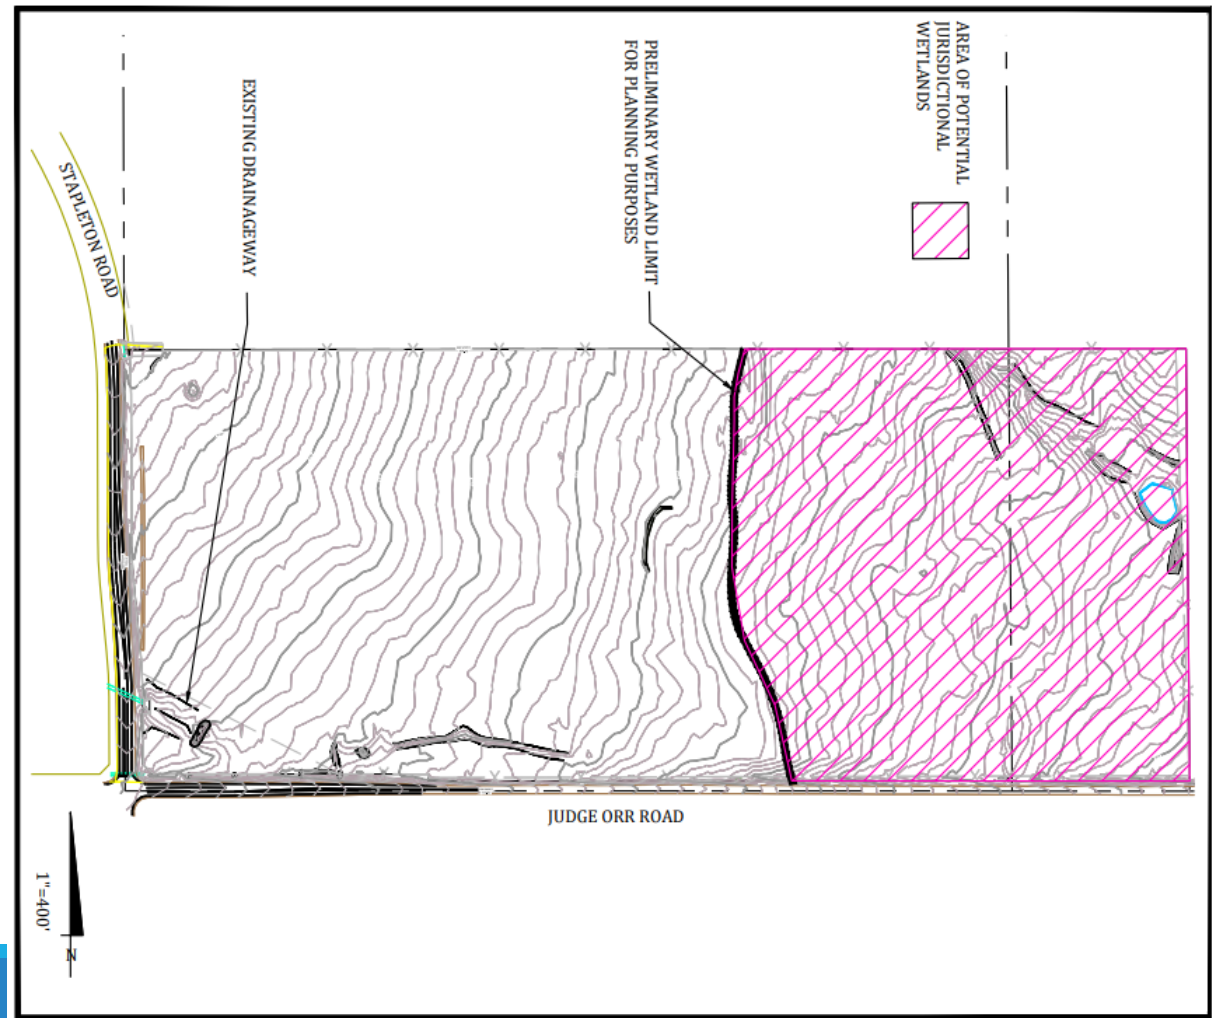 AREA OF POTENTIAL
JURISDICTIONAL
WETLANDS
PRELIMINARY WETLAND LIMIT
FOR PLANNING PURPOSES
EXISTING DRAINAGEWAY
STAPLETON ROAD
JUDGE ORR ROAD
1"=400'
N